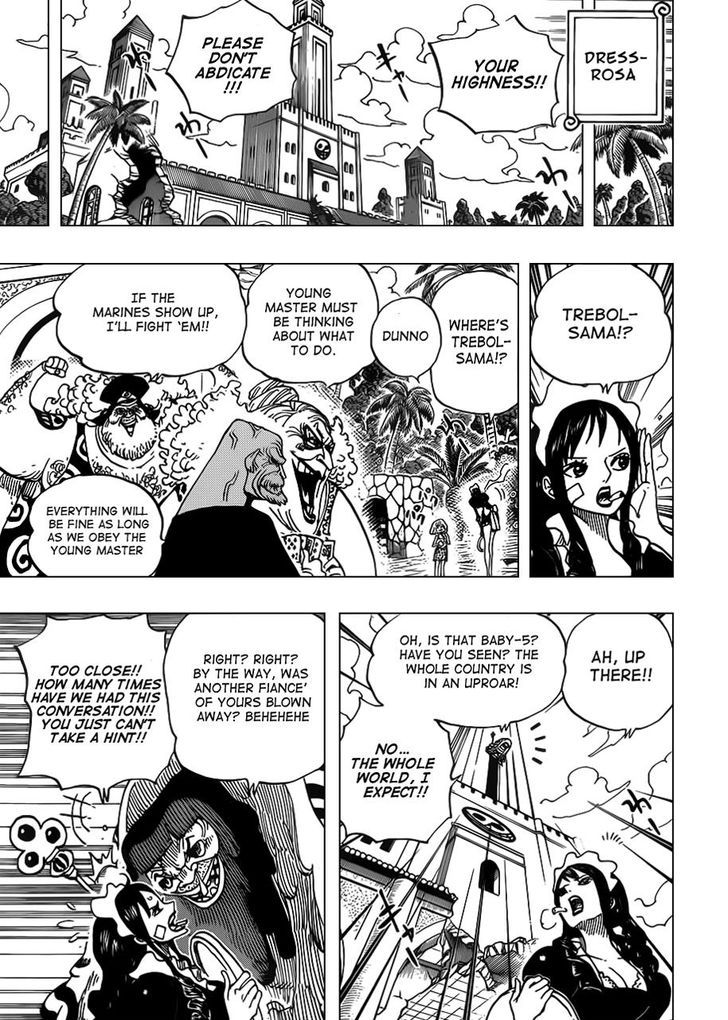 DRESS-
ROSA
YOUR
HIGHNESS!!
PLEASE
DON'T
ABDICATE
!!!
TREBOL-
SAMA!?
WHERE'S
TREBOL-
SAMA!?
DUNNO
YOUNG
MASTER MUST
BE THINKING
ABOUT WHAT
TO DO.
IF THE
MARINES SHOW UP,
I'LL FIGHT 'EM!!
EVERYTHING WILL
BE FINE AS LONG
AS WE OBEY THE
YOUNG MASTER
AH, UP
THERE!!
OH, IS THAT BABY-5?
HAVE YOU SEEN? THE
WHOLE COUNTRY IS
IN AN UPROAR!
NO...
THE WHOLE
WORLD, I
EXPECT!!
RIGHT? RIGHT?
BY THE WAY, WAS
ANOTHER FIANCE'
OF YOURS BLOWN
AWAY? BEHEHEHE
TOO CLOSE!!
HOW MANY TIMES
HAVE WE HAD THIS
CONVERSATION!!
YOU JUST CAN'T
TAKE A HINT!!